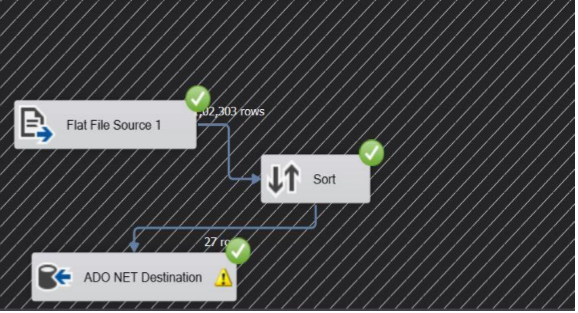 ,02,303 rows
Flat File Source 1
Sort
27
ADO NET Destination